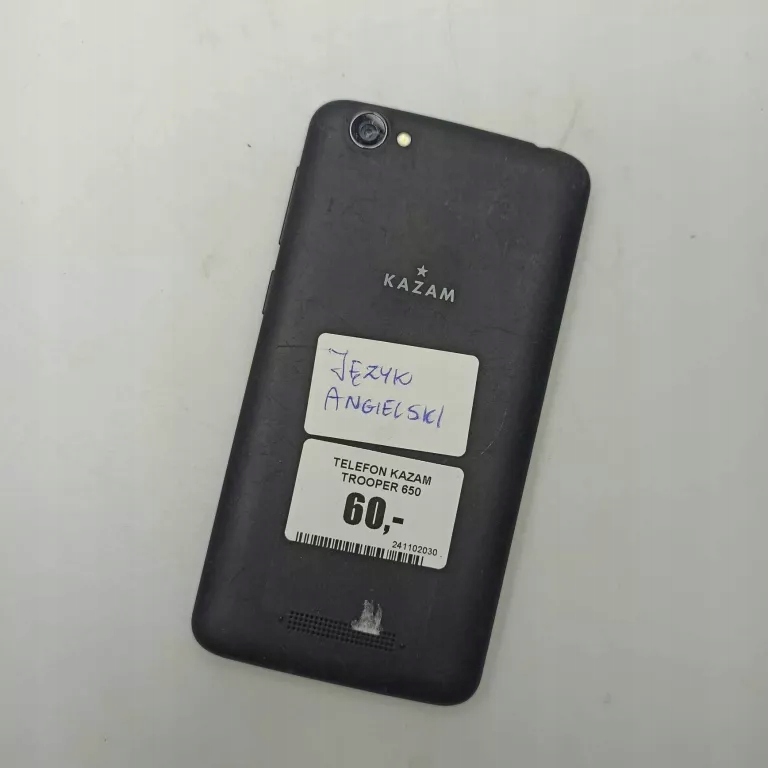 KAZAM
JĘZYK
ANGIELSKI
TELEFON KAZAM
TROOPER 650
60,-
241102030